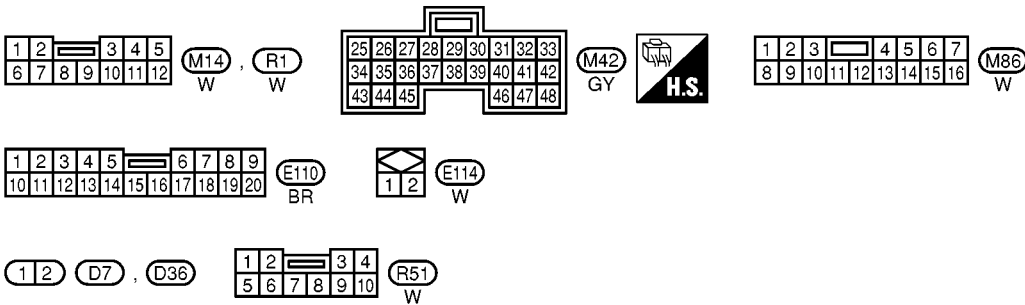 1 2 3 4 5
6 7 8 9 10 11 12
M14 , R1
W W
25 26 27 28 29 30 31 32 33
34 35 36 37 38 39 40 41 42
43 44 45 46 47 48
M42
GY
H.S.
1 2 3 4 5 6 7
8 9 10 11 12 13 14 15 16
M86
W
1 2 3 4 5 6 7 8 9
10 11 12 13 14 15 16 17 18 19 20
E110
BR
1 2
E114
W
1 2 D7 , D36
1 2 3 4
5 6 7 8 9 10
R51
W